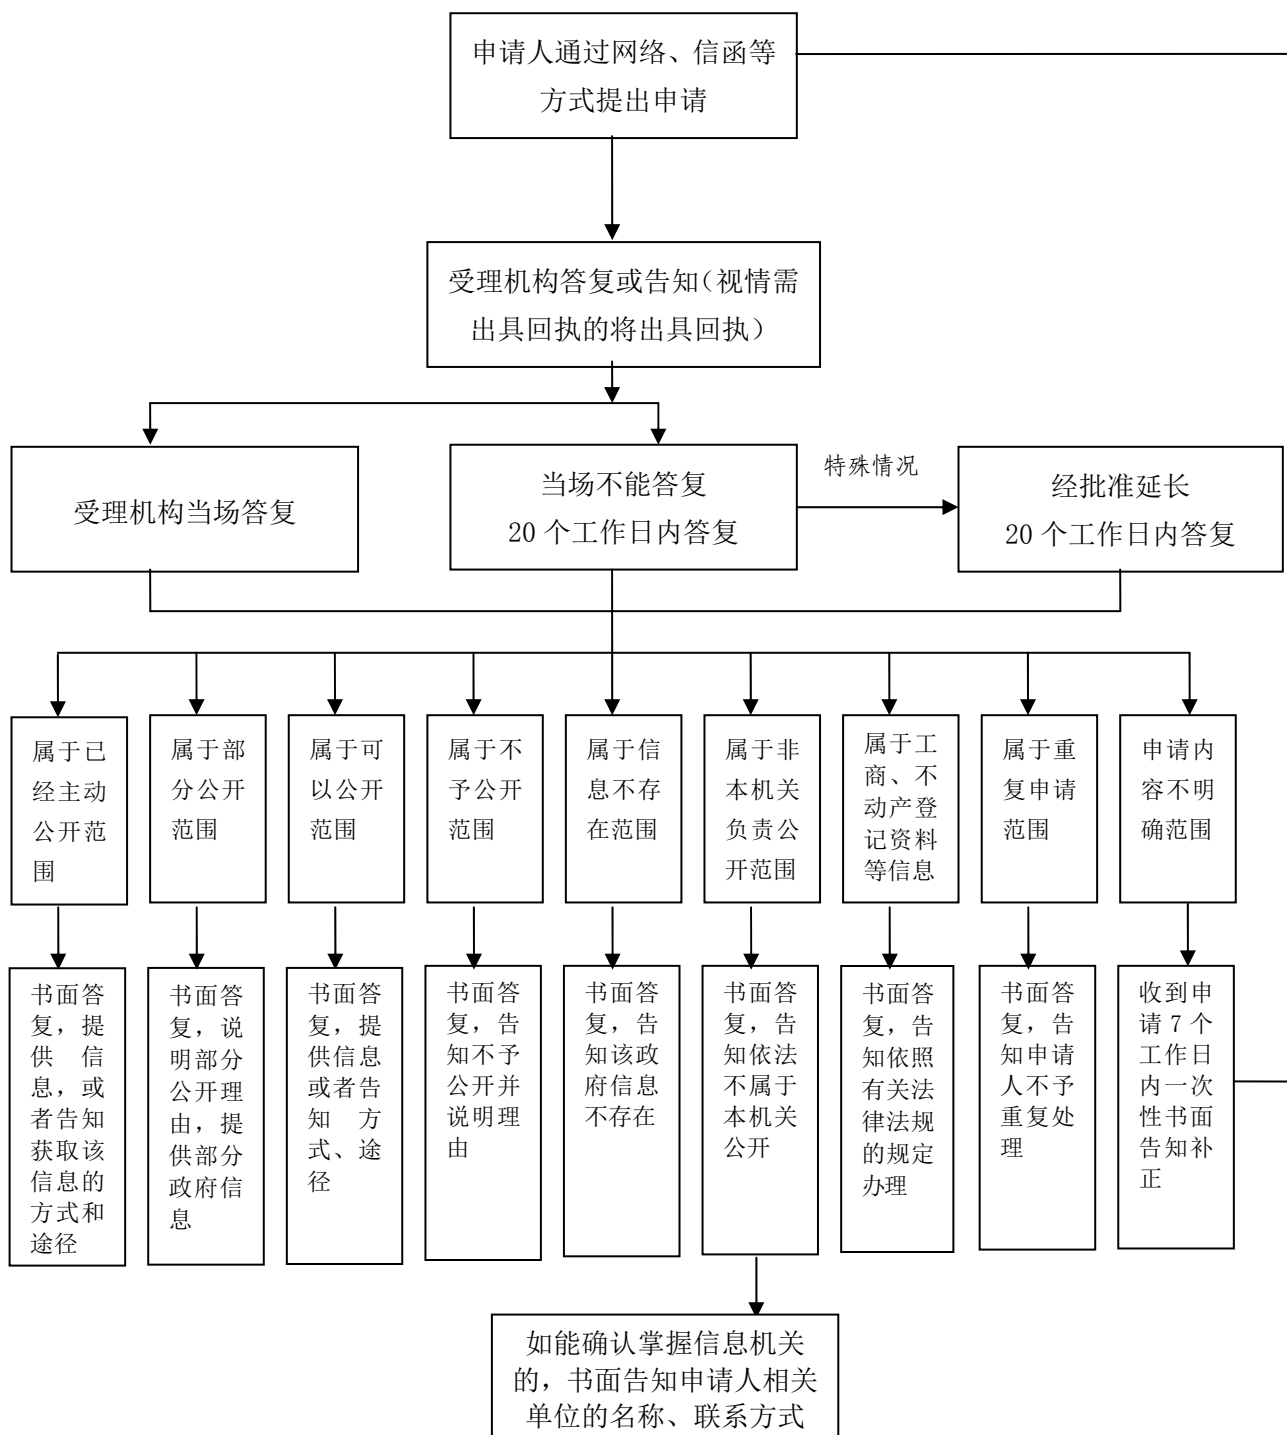 申请人通过网络、信函等
方式提出申请
受理机构答复或告知（视情需
出具回执的将出具回执）
受理机构当场答复
当场不能答复
20 个工作日内答复
特殊情况
经批准延长
20 个工作日内答复
属于已
经主动
公开范
围
属于部
分公开
范围
属于可
以公开
范围
属于不
予公开
范围
属于信
息不存
在范围
属于非
本机关
负责公
开范围
属于工
商、不
动产登
记资料
等信息
属于重
复申请
范围
申请内
容不明
确范围
书面答
复，提
供信
息，或
者告知
获取该
信息的
方式和
途径
书面答
复，说
明部分
公开理
由，提
供部分
政府信
息
书面答
复，提
供信息
或者告
知方
式、途
径
书面答
复，告
知不予
公开并
说明理
由
书面答
复，告
知该政
府信息
不存在
书面答
复，告
知依法
不属于
本机关
公开
书面答
复，告
知依照
有关法
律法规
的规定
办理
书面答
复，告
知申请
人不予
重复处
理
收到申
请 7 个
工作日
内一次
性书面
告知补
正
如能确认掌握信息机关
的，书面告知申请人相关
单位的名称、联系方式